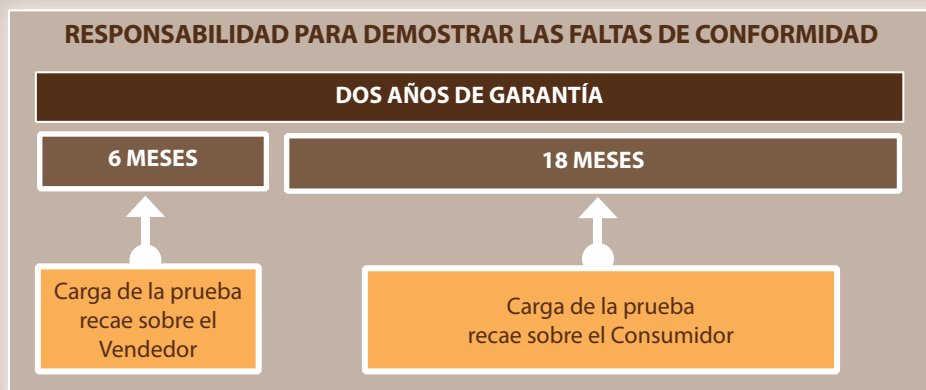 RESPONSABILIDAD PARA DEMOSTRAR LAS FALTAS DE CONFORMIDAD
DOS AÑOS DE GARANTÍA
6 MESES
18 MESES
Carga de la prueba
recae sobre el
Vendedor
Carga de la prueba
recae sobre el Consumidor